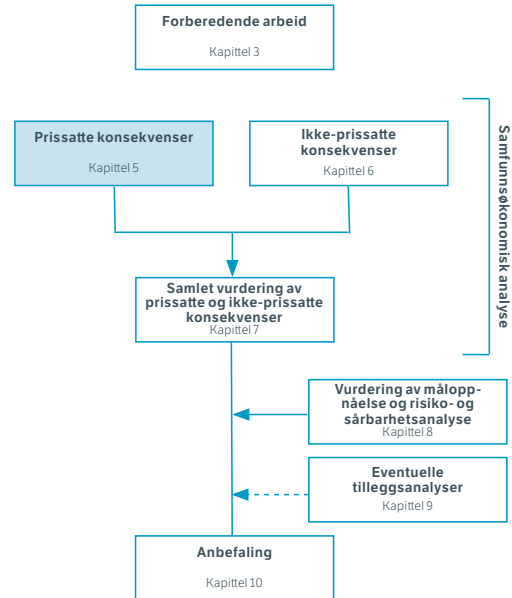 Forberedende arbeid
Kapittel 3
Prissatte konsekvenser
Kapittel 5
Ikke-prissatte
konsekvenser
Kapittel 6
Samfunnsøkonomisk analyse
Samlet vurdering av
prissatte og ikke-prissatte
konsekvenser
Kapittel 7
Vurdering av målopp-
nåelse og risiko- og
sårbarhetsanalyse
Kapittel 8
Eventuelle
tilleggsanalyser
Kapittel 9
Anbefaling
Kapittel 10